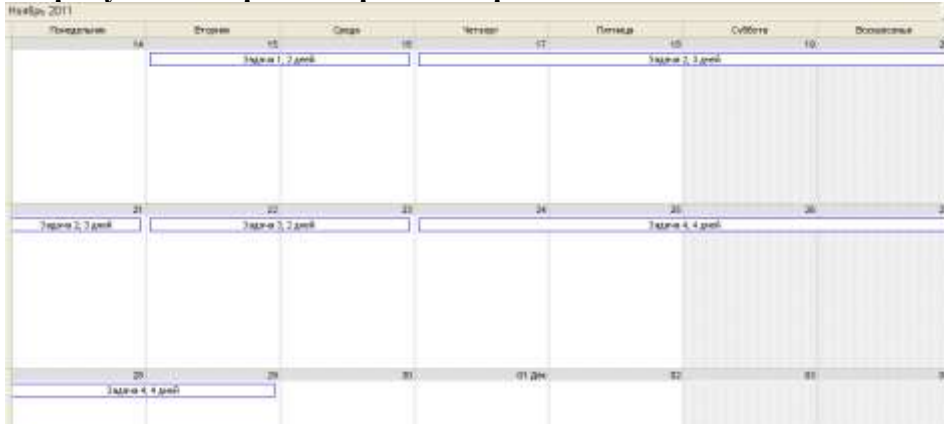 Ноябрь 2011
Понедельник Вторник Среда Четверг Пятница Суббота Воскресенье
14 15 16 17 18 19
Задача 1, 2 дней Задача 2, 3 дней
21 22 23 24 25 26
Задача 2, 3 дней Задача 3, 2 дней Задача 4, 4 дней
28 29 30 01 Дек 02 03
Задача 4, 4 дней